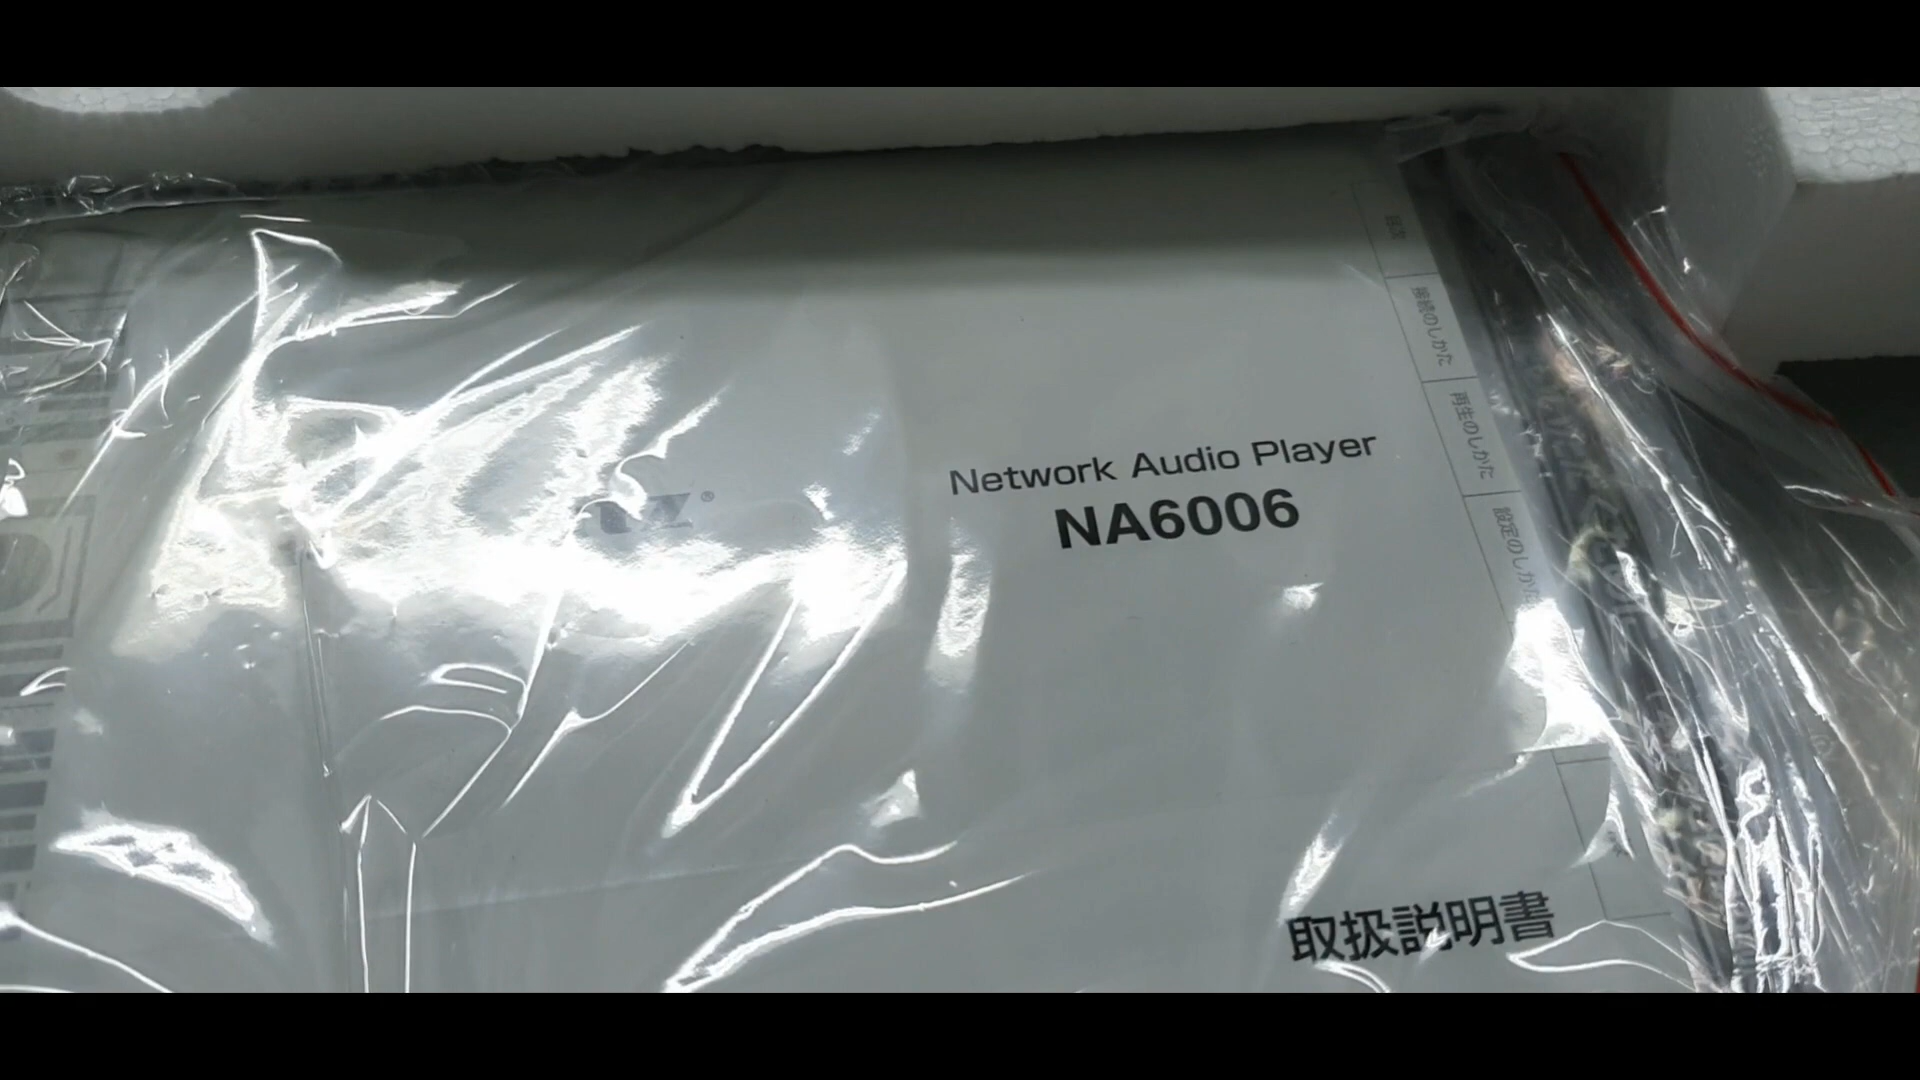 Network Audio Player
NA6006
接続のしかた
再生のしかた
設定のしかた
取扱説明書